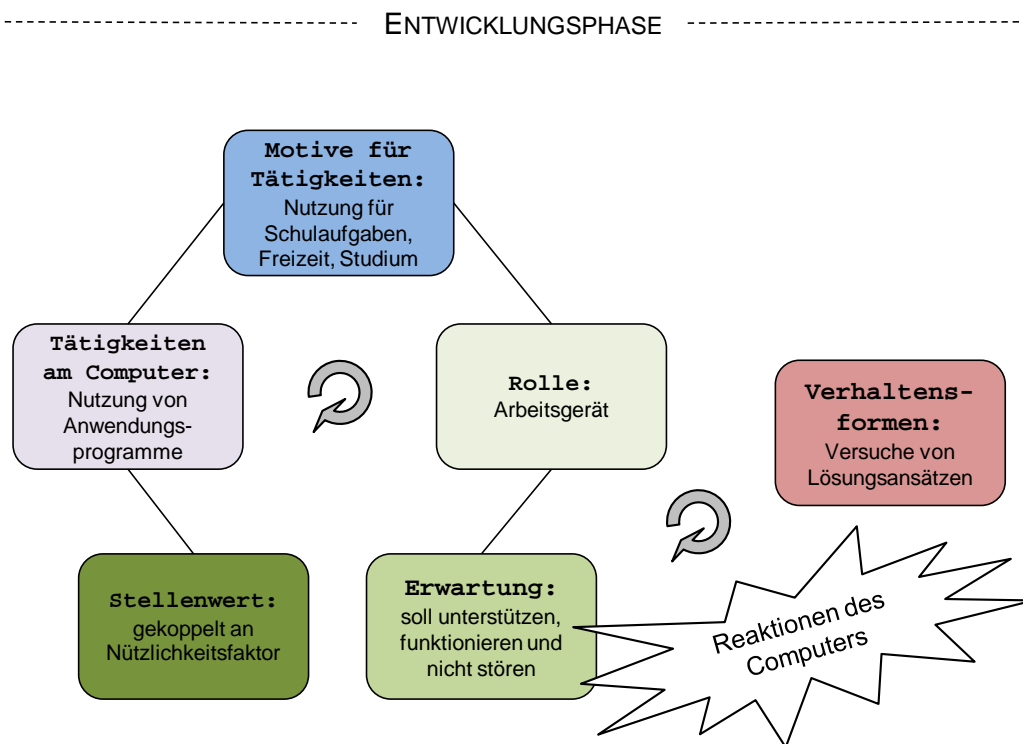 ENTWICKLUNGSPHASE
Motive für
Tätigkeiten:
Nutzung für
Schulaufgaben,
Freizeit, Studium
Tätigkeiten
am Computer:
Nutzung von
Anwendungs-
programme
Rolle:
Arbeitsgerät
Verhaltens-
formen:
Versuche von
Lösungsansätzen
Stellenwert:
gekoppelt an
Nützlichkeitsfaktor
Erwartung:
soll unterstützen,
funktionieren und
nicht stören
Reaktionen des
Computers